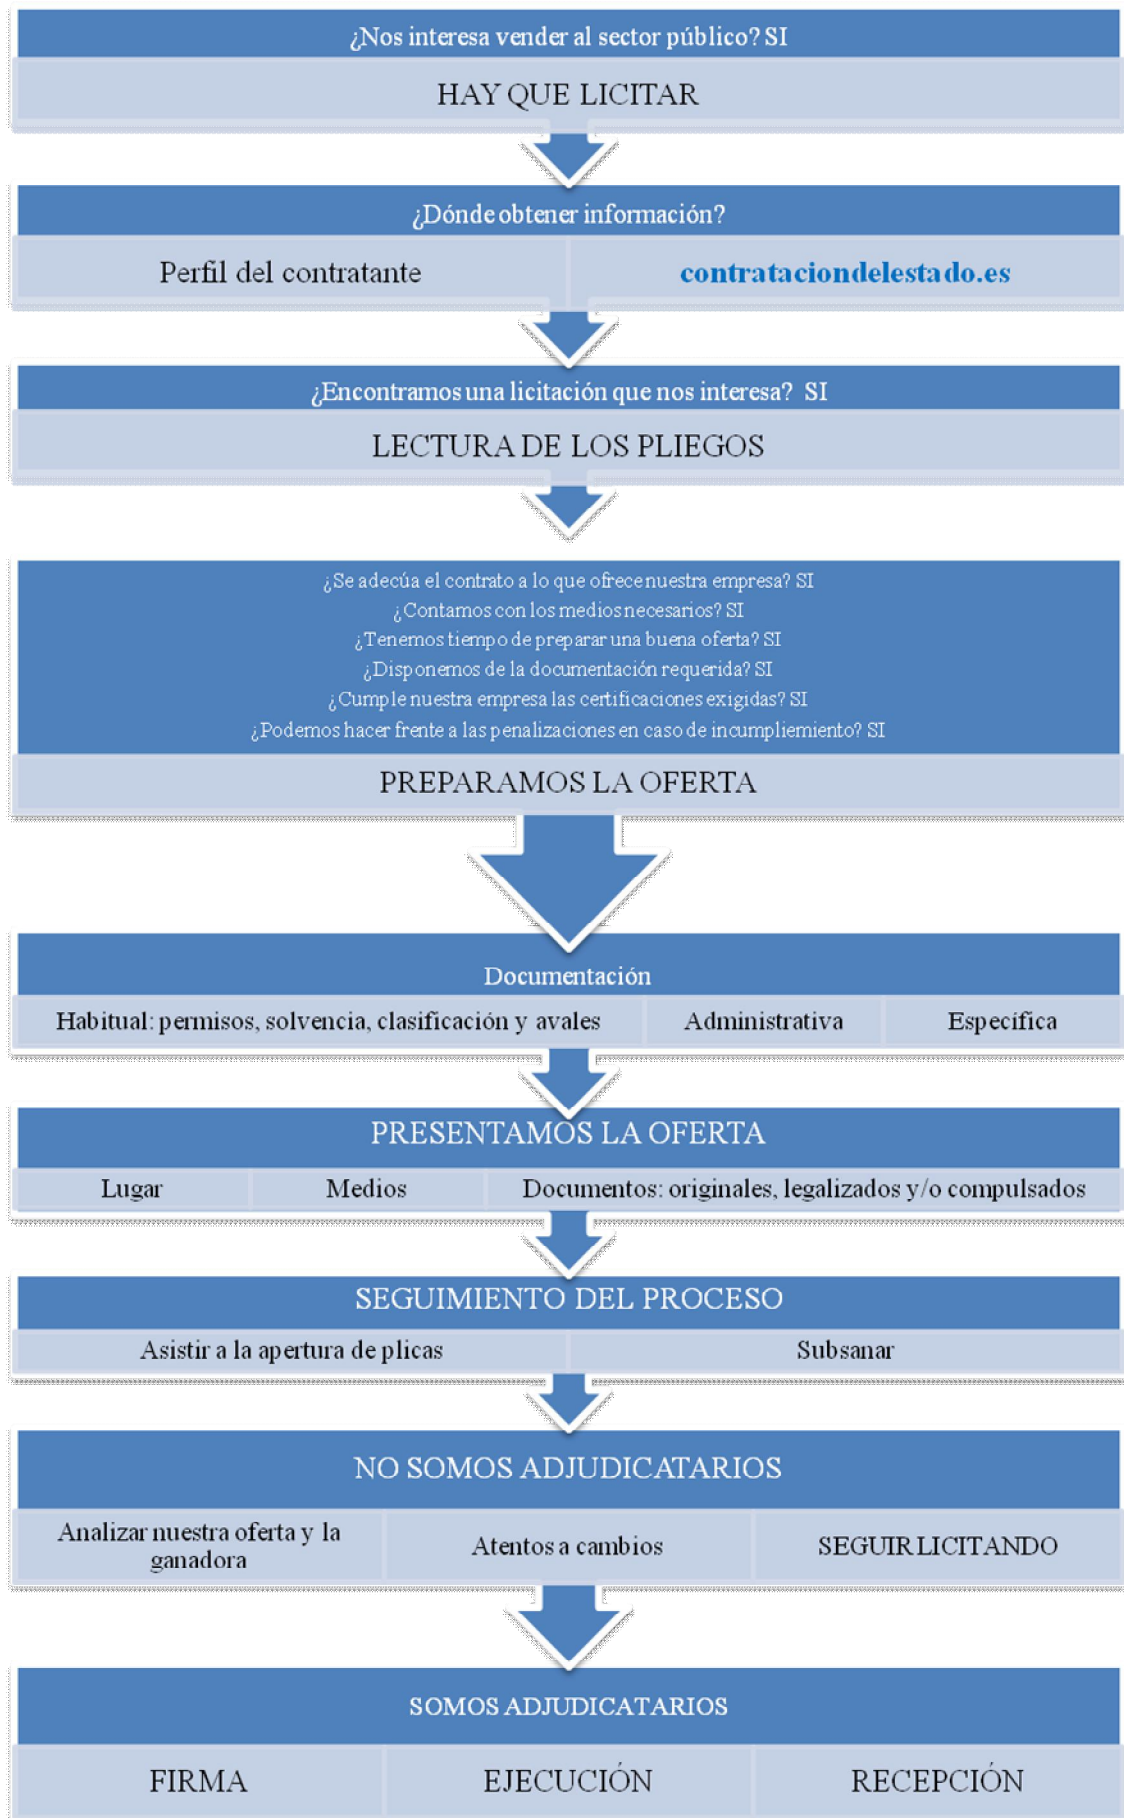 ¿Nos interesa vender al sector público? SI
HAY QUE LICITAR
¿Dónde obtener información?
Perfil del contratante
contrataciondelestado.es
¿Encontramos una licitación que nos interesa? SI
LECTURA DE LOS PLIEGOS
¿Se adecúa el contrato a lo que ofrece nuestra empresa? SI
¿Contamos con los medios necesarios? SI
¿Tenemos tiempo de preparar una buena oferta? SI
¿Disponemos de la documentación requerida? SI
¿Cumple nuestra empresa las certificaciones exigidas? SI
¿Podemos hacer frente a las penalizaciones en caso de incumpliemiento? SI
PREPARAMOS LA OFERTA
Documentación
Habitual: permisos, solvencia, clasificación y avales
Administrativa
Específica
PRESENTAMOS LA OFERTA
Lugar
Medios
Documentos: originales, legalizados y/o compulsados
SEGUIMIENTO DEL PROCESO
Asistir a la apertura de plicas
Subsanar
NO SOMOS ADJUDICATARIOS
Analizar nuestra oferta y la
ganadora
Atentos a cambios
SEGUIR LICITANDO
SOMOS ADJUDICATARIOS
FIRMA
EJECUCIÓN
RECEPCIÓN